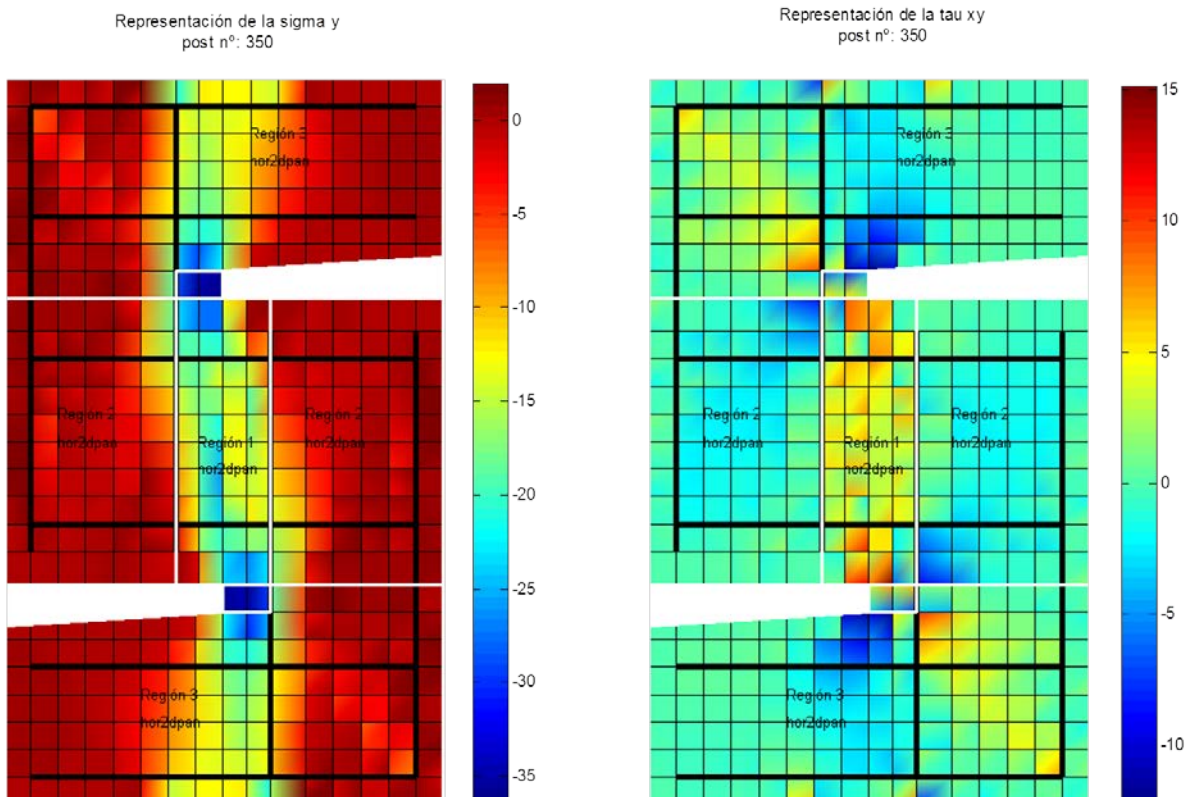 Representación de la sigma y
post nº: 350
Región 3
hor2dpan
Región 2
hor2dpan
Región 2
hor2dpan
Región 1
hor2dpan
Región 3
hor2dpan
0
-5
-10
-15
-20
-25
-30
-35
Representación de la tau xy
post nº: 350
Región 3
hor2dpan
Región 2
hor2dpan
Región 2
hor2dpan
Región 1
hor2dpan
Región 3
hor2dpan
15
10
5
0
-5
-10